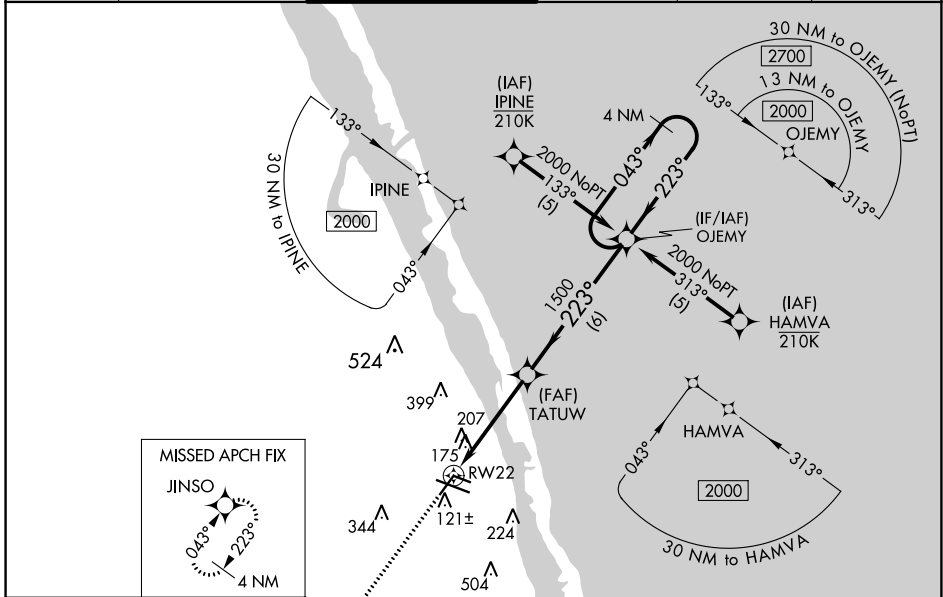 30 NM to OJEMY (NoPT)
2700
13 NM to OJEMY
2000
133°
OJEMY
313°
(IAF)
IPINE
210K
4 NM
043°
223°
2000 NoPT
133°
(5)
(IF/IAF)
OJEMY
2000 NoPT
313°
(5)
(IAF)
HAMVA
210K
133°
IPINE
30 NM to IPINE
2000
043°
1500
223°
(6)
(FAF)
TATUW
524
399
207
175
RW22
344
121±
224
504
HAMVA
043°
313°
2000
30 NM to HAMVA
MISSED APCH FIX
JINSO
043°
223°
4 NM